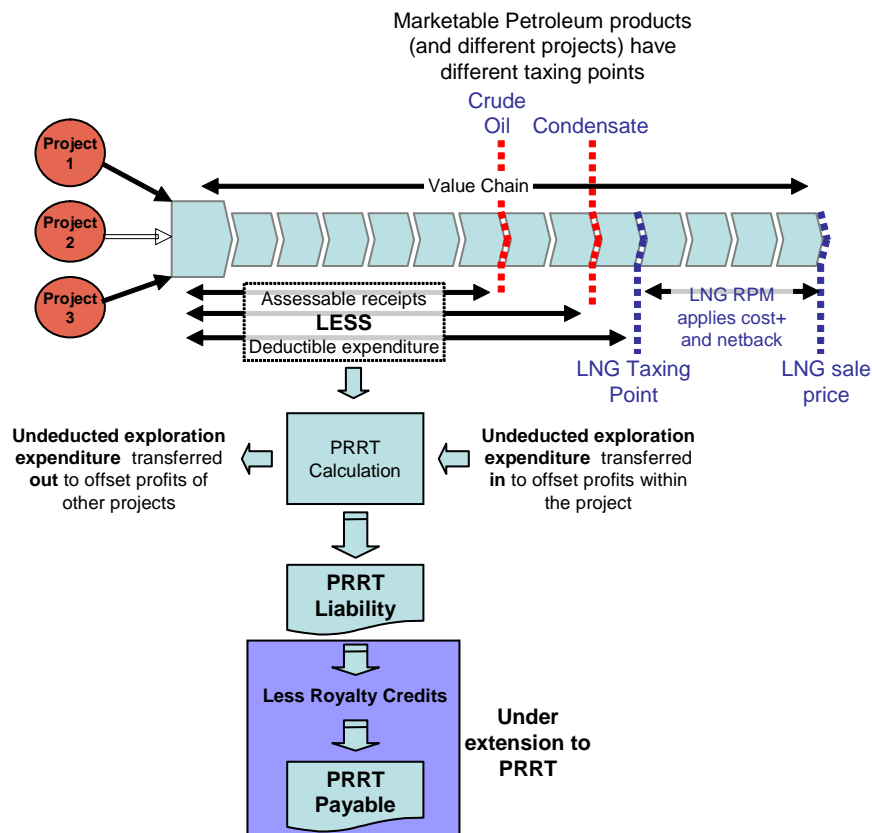 Marketable Petroleum products
(and different projects) have
different taxing points
Crude
Oil
Condensate
Project
1
Project
2
Project
3
Value Chain
Assessable receipts
LESS
Deductible expenditure
LNG RPM
applies cost+
and netback
LNG Taxing
Point
LNG sale
price
Undeducted exploration
expenditure transferred
out to offset profits of
other projects
PRRT
Calculation
Undeducted exploration
expenditure transferred
in to offset profits within
the project
PRRT
Liability
Less Royalty Credits
Under
extension to
PRRT
PRRT
Payable